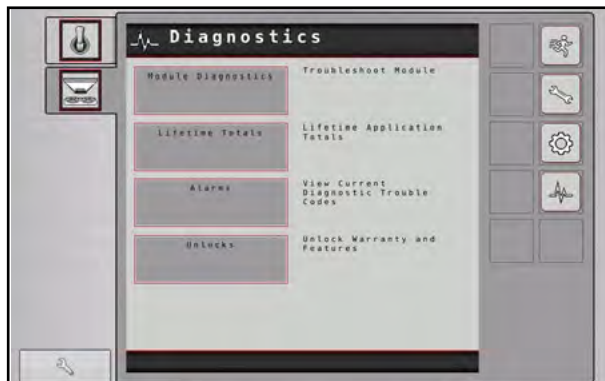 Diagnostics
Module Diagnostics
Troubleshoot Module
Lifetime Totals
Lifetime Application
Totals
Alarms
View Current
Diagnostic Trouble
Codes
Unlocks
Unlock Warranty and
Features